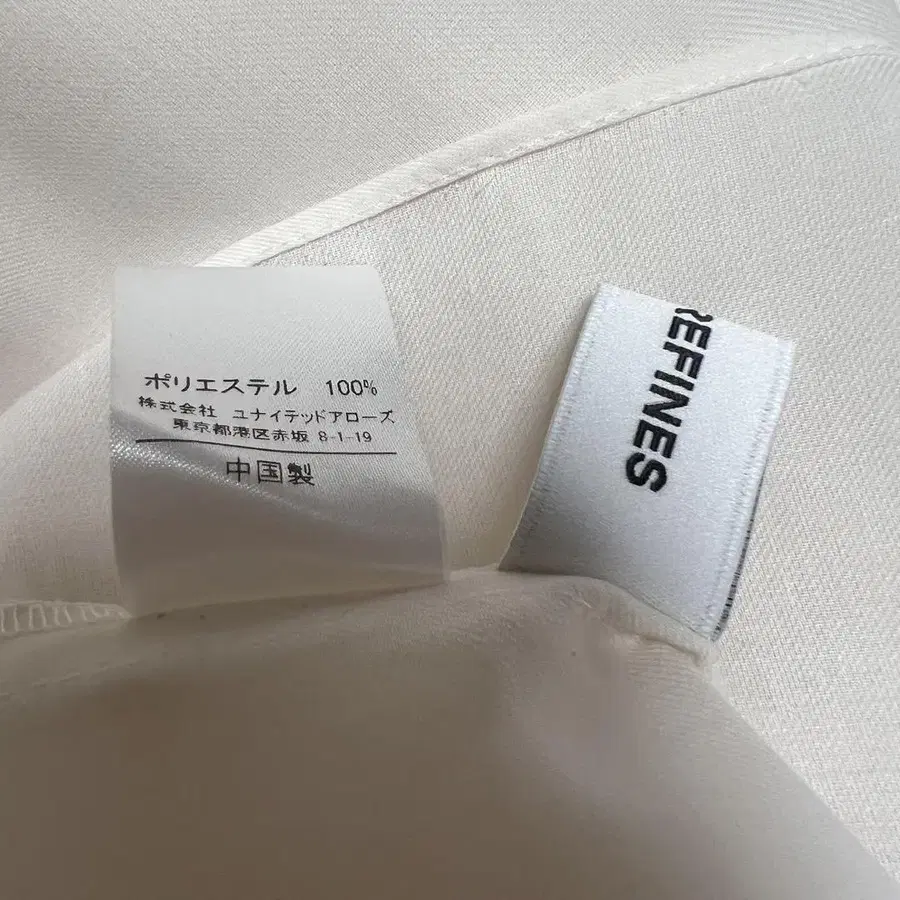 ポリエステル 100%
株式会社 ユナイテッドアローズ
東京都港区赤坂 8-1-19
中国製
REFINES